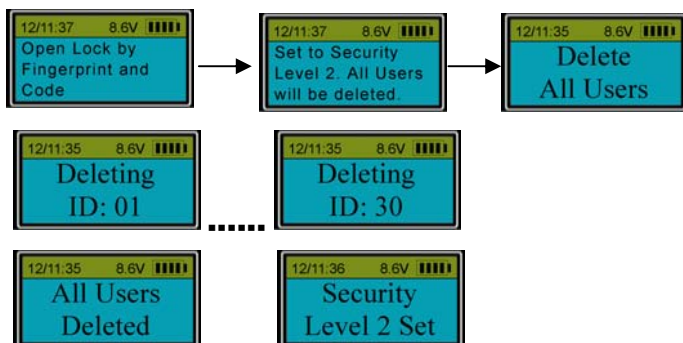 12/11:37 8.6V
Open Lock by
Fingerprint and
Code
12/11:37 8.6V
Set to Security
Level 2. All Users
will be deleted.
12/11:35 8.6V
Delete
All Users
12/11:35 8.6V
Deleting
ID: 01
......
12/11:35 8.6V
Deleting
ID: 30
12/11:35 8.6V
All Users
Deleted
12/11:36 8.6V
Security
Level 2 Set